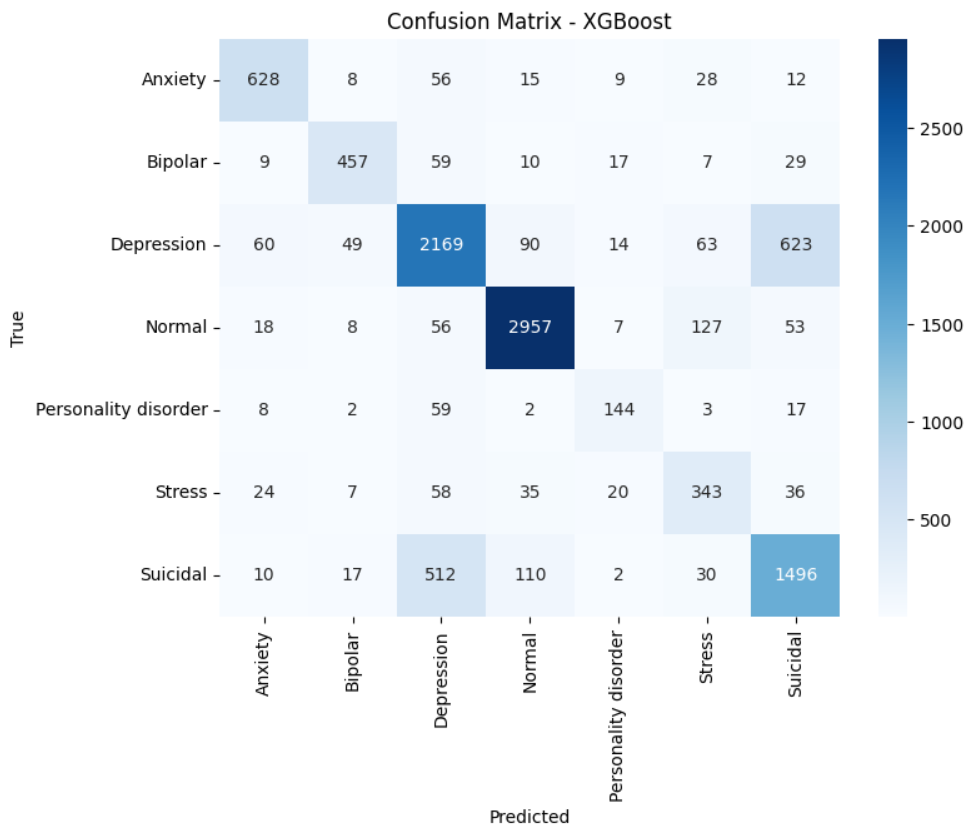 Confusion Matrix - XGBoost
Anxiety 628 8 56 15 9 28 12
Bipolar 9 457 59 10 17 7 29
Depression 60 49 2169 90 14 63 623
Normal 18 8 56 2957 7 127 53
Personality disorder 8 2 59 2 144 3 17
Stress 24 7 58 35 20 343 36
Suicidal 10 17 512 110 2 30 1496
True
Anxiety Bipolar Depression Normal Personality disorder Stress Suicidal
Predicted
2500
2000
1500
1000
500